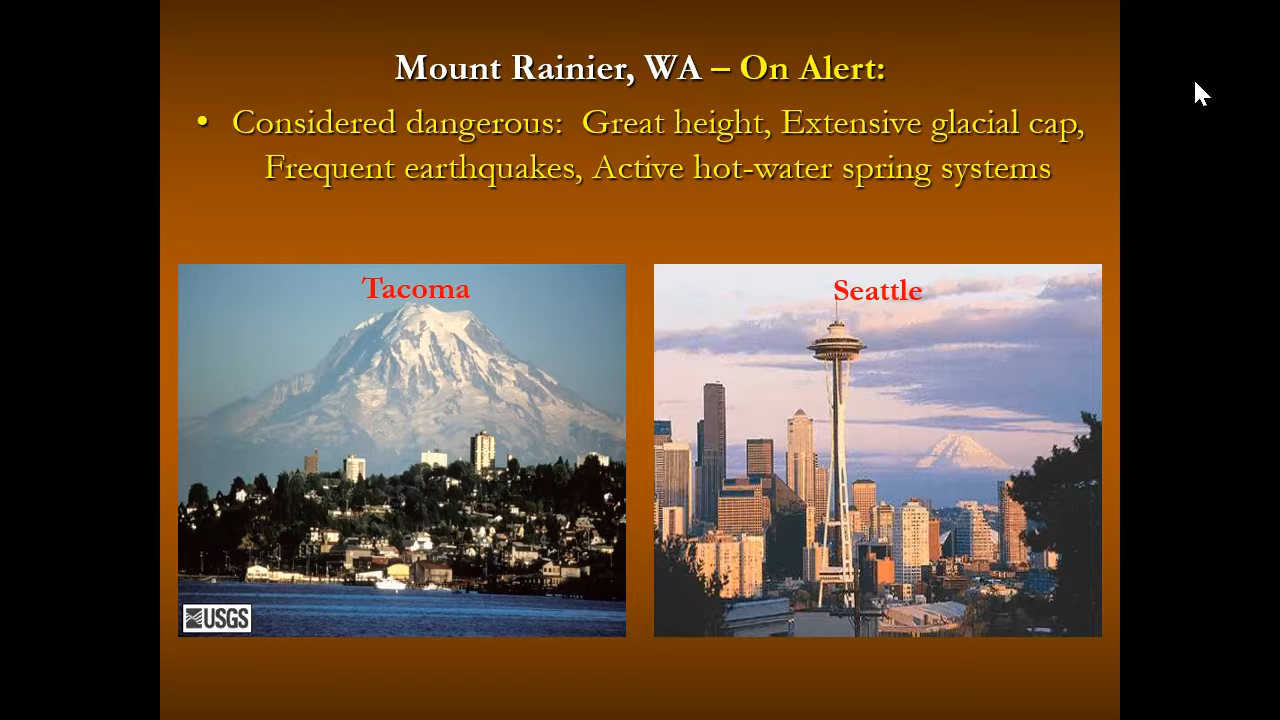 Mount Rainier, WA – On Alert:
• Considered dangerous: Great height, Extensive glacial cap,
Frequent earthquakes, Active hot-water spring systems
Tacoma
Seattle
USGS